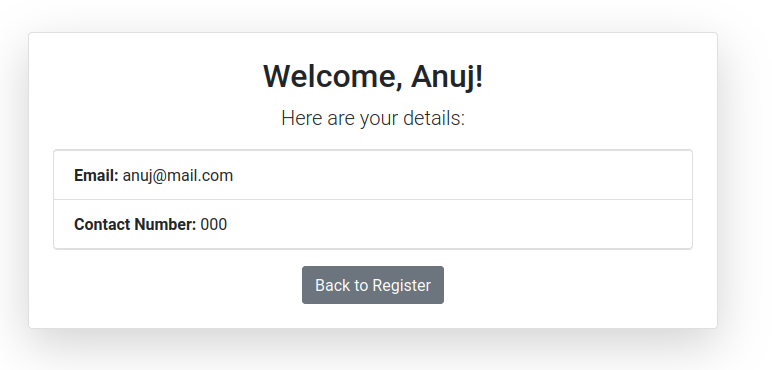 Welcome, Anuj!
Here are your details:
Email: anuj@mail.com
Contact Number: 000
Back to Register